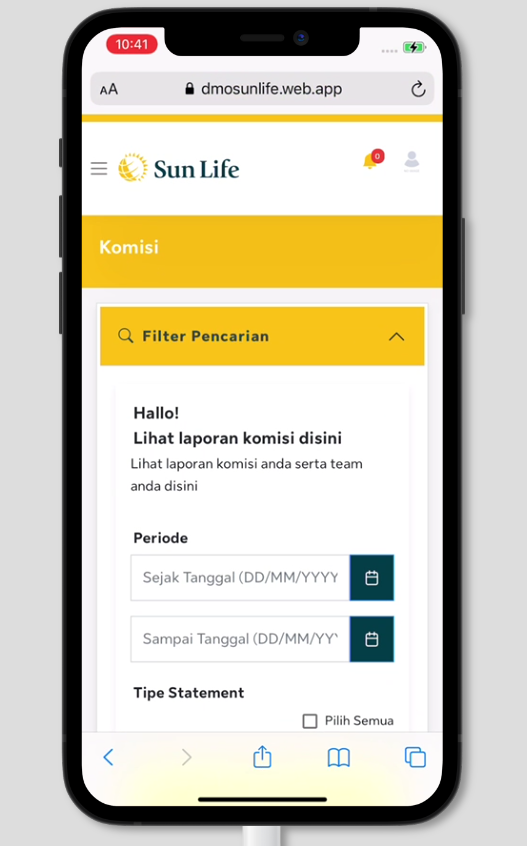 10:41
AA
dmosunlife.web.app
Sun Life
0
Komisi
Filter Pencarian
Hallo!
Lihat laporan komisi disini
Lihat laporan komisi anda serta team
anda disini
Periode
Sejak Tanggal (DD/MM/YYYY
Sampai Tanggal (DD/MM/YY
Tipe Statement
Pilih Semua